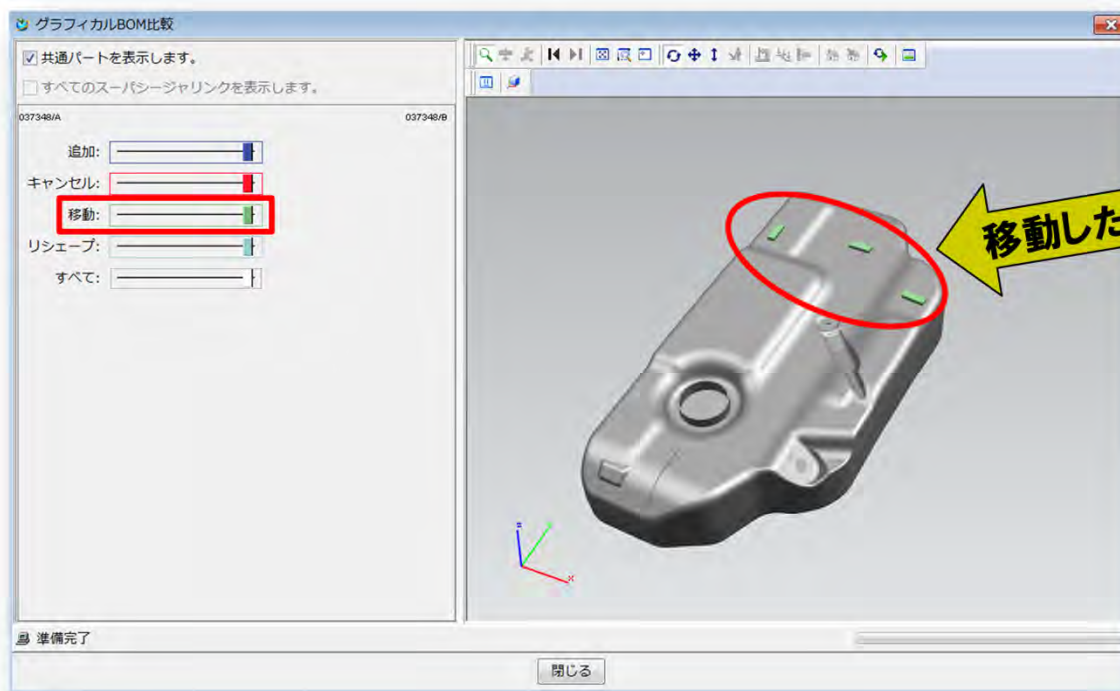 グラフィカルBOM比較
共通パートを表示します。
すべてのスーパシージャリンクを表示します。
037348/A
037348/B
追加:
キャンセル:
移動:
リシェープ:
すべて:
移動した
準備完了
閉じる